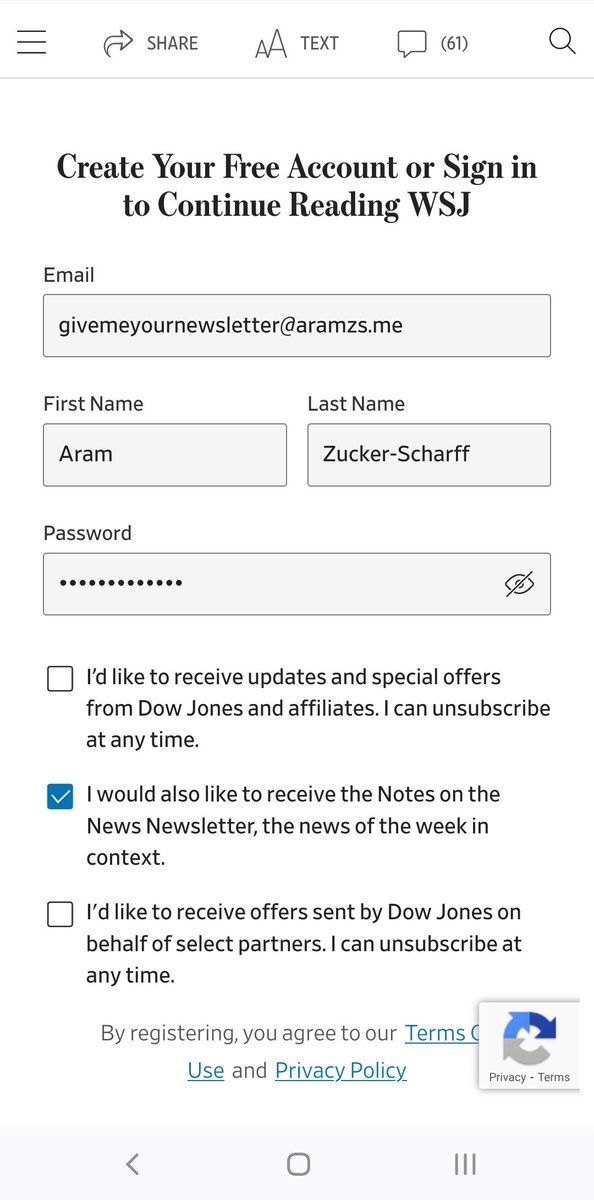 SHARE TEXT (61)
Create Your Free Account or Sign in
to Continue Reading WSJ
Email
givemeyournewsletter@aramzs.me
First Name Last Name
Aram Zucker-Scharff
Password
•••••••••••••
I'd like to receive updates and special offers
from Dow Jones and affiliates. I can unsubscribe
at any time.
I would also like to receive the Notes on the
News Newsletter, the news of the week in
context.
I'd like to receive offers sent by Dow Jones on
behalf of select partners. I can unsubscribe at
any time.
By registering, you agree to our Terms
Use and Privacy Policy
Privacy - Terms